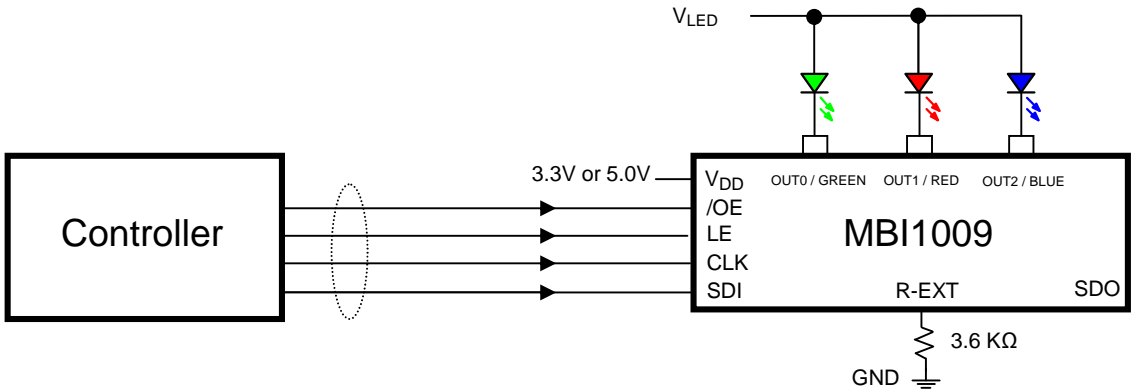 VLED
3.3V or 5.0V
VDD
OUT0 / GREEN OUT1 / RED OUT2 / BLUE
/OE
Controller
LE
MBI1009
CLK
SDI
R-EXT
SDO
3.6 KΩ
GND